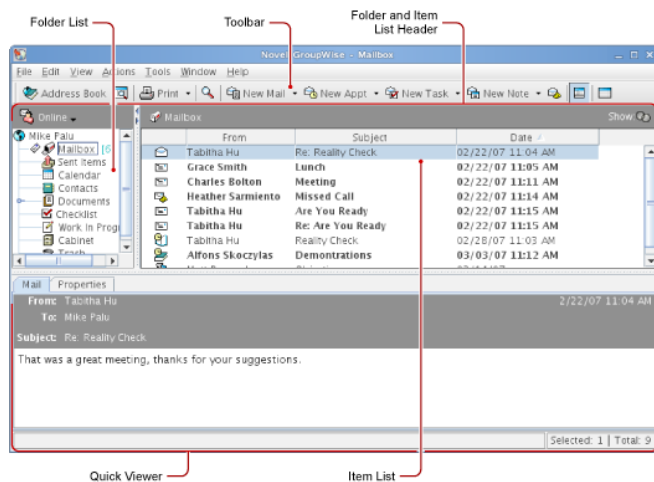 Folder List
Toolbar
Folder and Item
List Header
Novell GroupWise - Mailbox
File Edit View Actions Tools Window Help
Address Book Print New Mail New Appt New Task New Note
Online
Mailbox
Show
Mike Palu
Mailbox [6
Sent Items
Calendar
Contacts
Documents
Checklist
Work In Progr
Cabinet
Trash
From Subject Date
Tabitha Hu Re: Reality Check 02/22/07 11:04 AM
Grace Smith Lunch 02/22/07 11:05 AM
Charles Bolton Meeting 02/22/07 11:11 AM
Heather Sarmiento Missed Call 02/22/07 11:14 AM
Tabitha Hu Are You Ready 02/22/07 11:15 AM
Tabitha Hu Re: Are You Ready 02/22/07 11:15 AM
Tabitha Hu Reality Check 02/28/07 11:03 AM
Alfons Skoczylas Demontrations 03/03/07 11:12 AM
Mail Properties
From: Tabitha Hu 2/22/07 11:04 AM
To: Mike Palu
Subject: Re: Reality Check
That was a great meeting, thanks for your suggestions.
Selected: 1 Total: 9
Quick Viewer
Item List